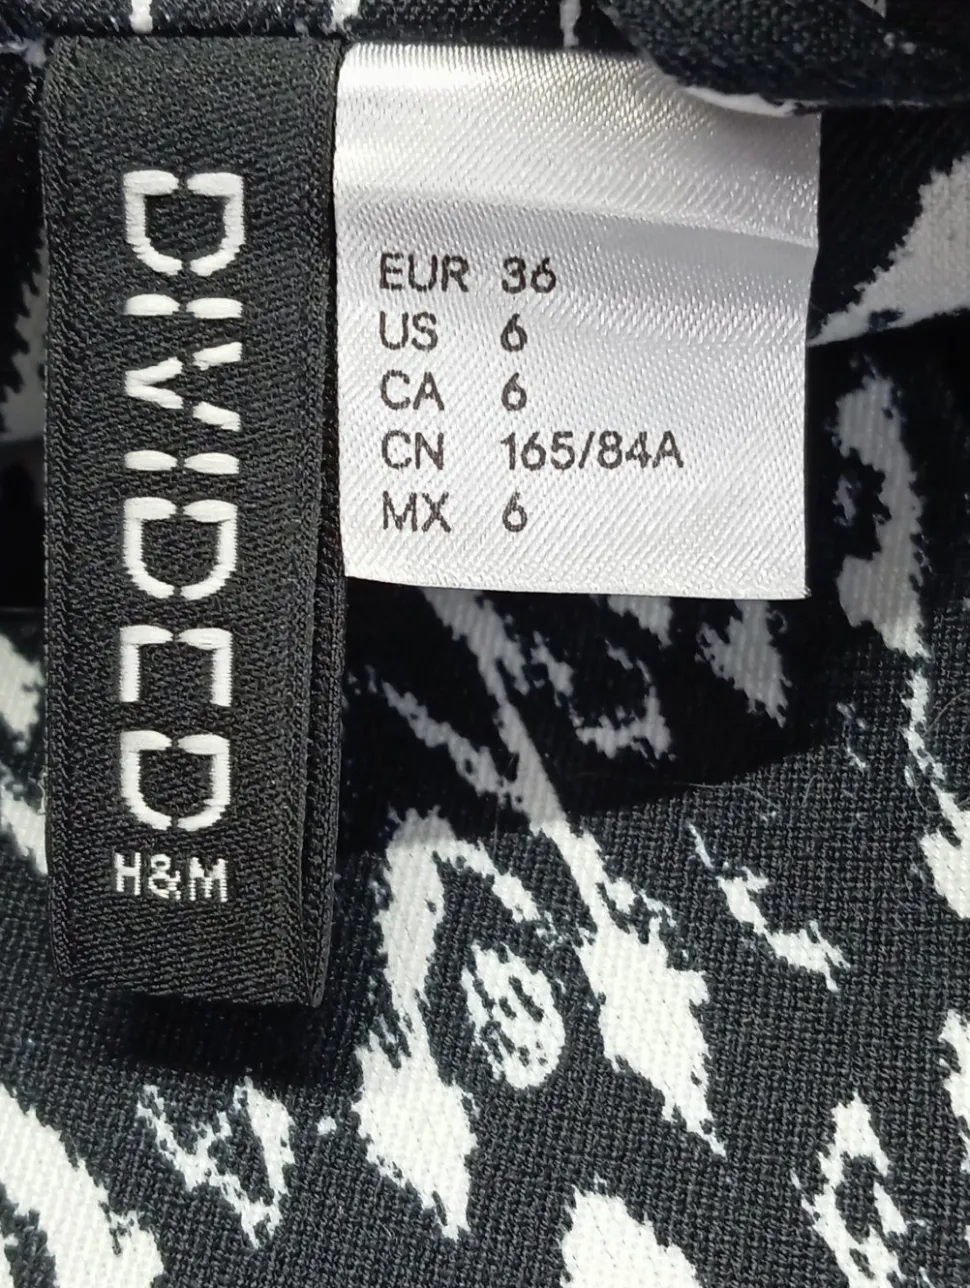 DIVIDED
H&M
EUR 36
US 6
CA 6
CN 165/84A
MX 6